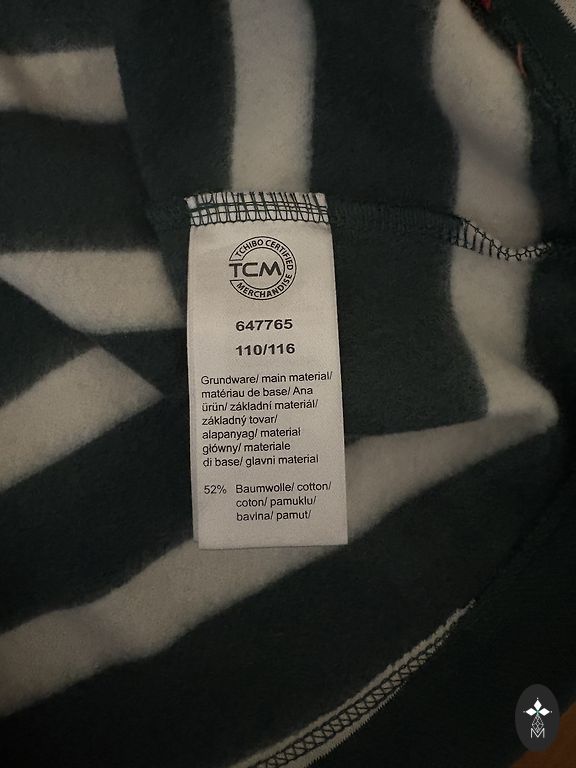 TCHIBO CERTIFIED
TCM
MERCHANDISE
647765
110/116
Grundware/ main material/
matériau de base/ Ana
ürün/ základní materiál/
základný tovar/
alapanyag/ materiał
główny/ materiale
di base/ glavni material
52% Baumwolle/ cotton/
coton/ pamuklu/
bavlna/ pamut/
M